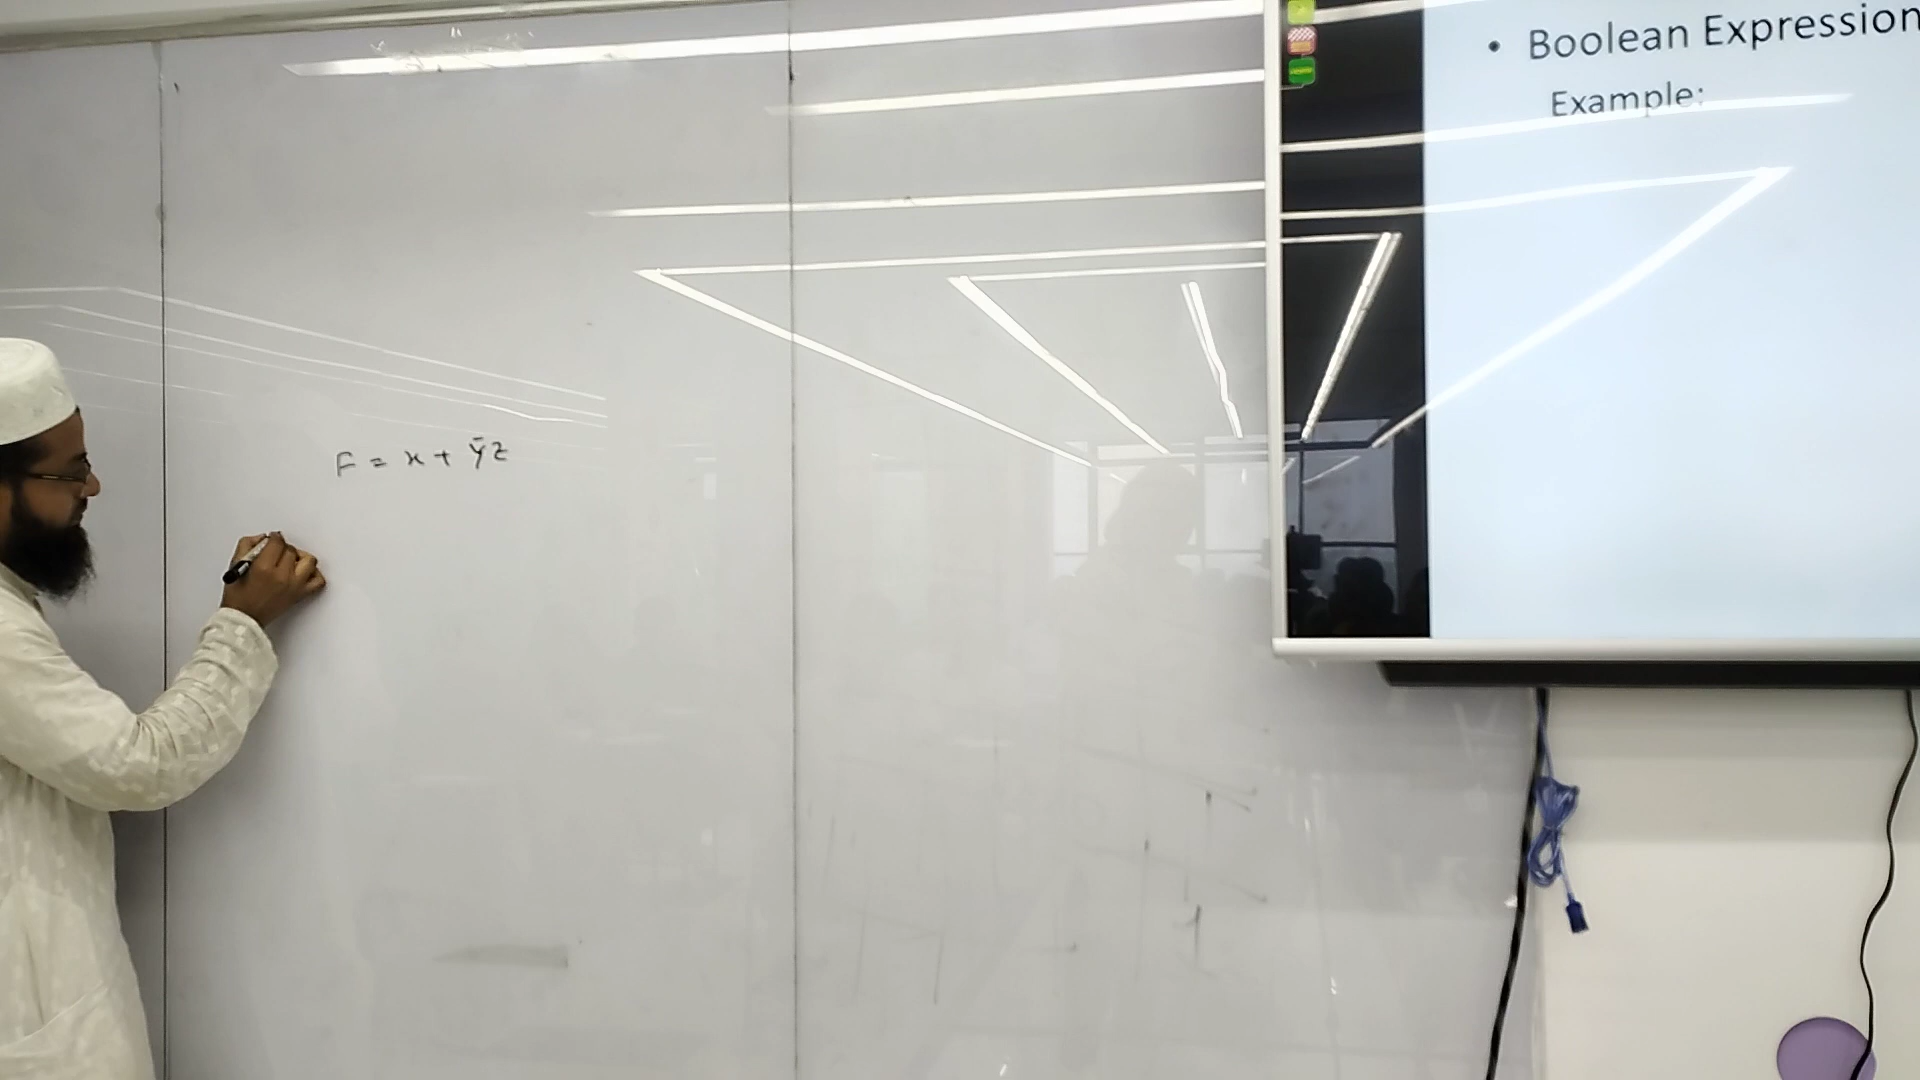 • Boolean Expression
Example:
F = x + ȳz